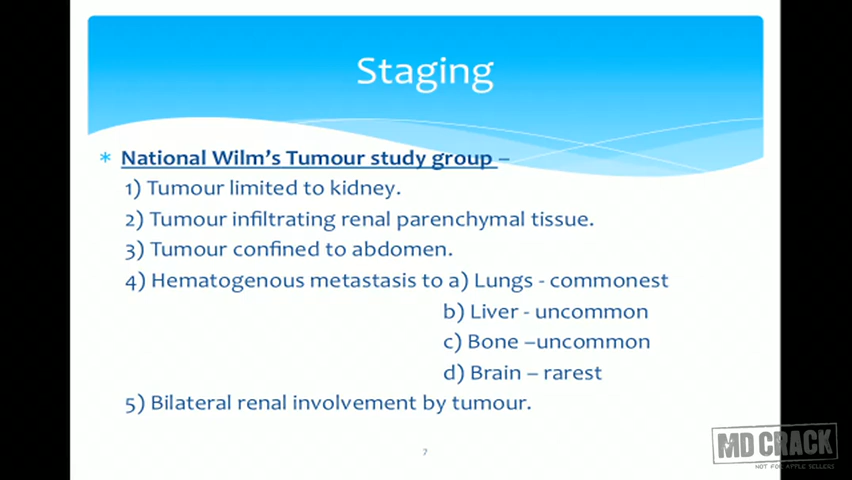 Staging
* National Wilm's Tumour study group –
1) Tumour limited to kidney.
2) Tumour infiltrating renal parenchymal tissue.
3) Tumour confined to abdomen.
4) Hematogenous metastasis to a) Lungs - commonest
b) Liver - uncommon
c) Bone –uncommon
d) Brain – rarest
5) Bilateral renal involvement by tumour.
7
MD CRACK
NOT FOR APPLE SELLERS